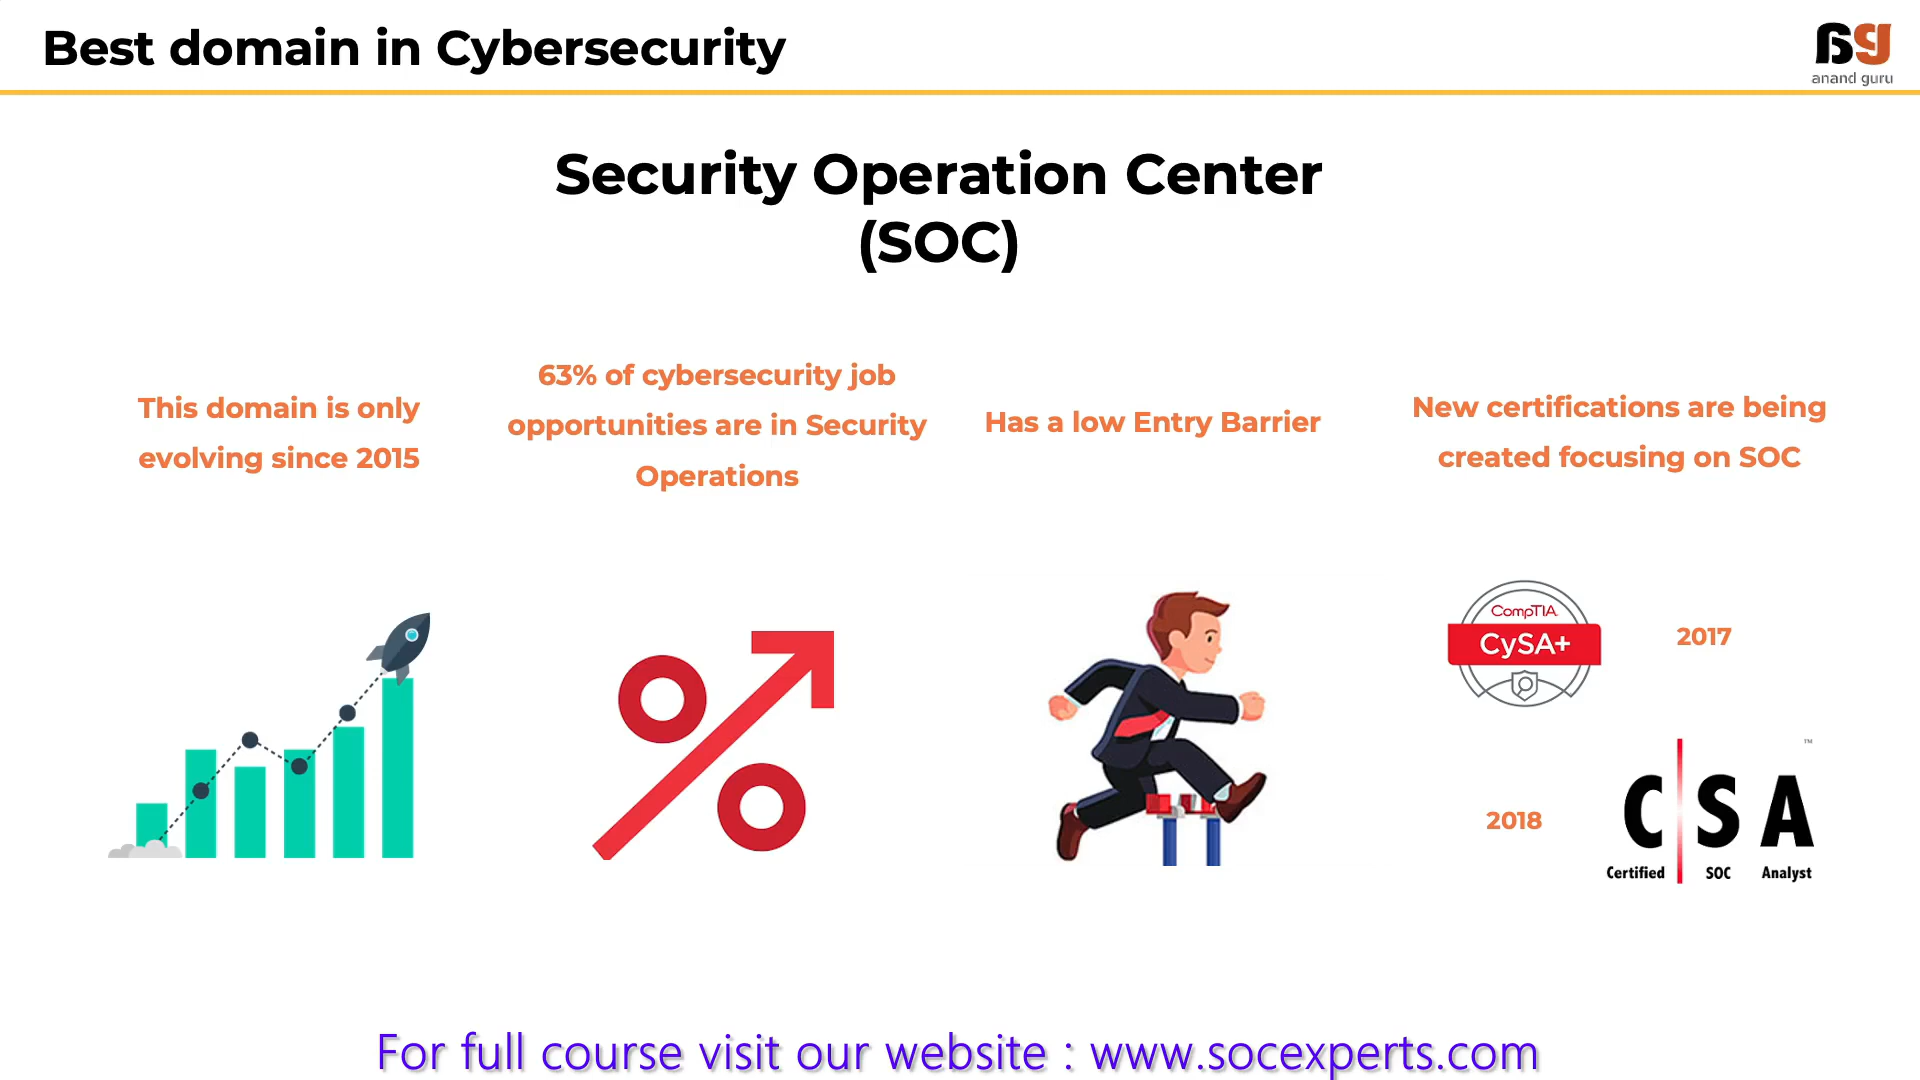 Best domain in Cybersecurity
anand guru
Security Operation Center
(SOC)
This domain is only
evolving since 2015
63% of cybersecurity job
opportunities are in Security
Operations
Has a low Entry Barrier
New certifications are being
created focusing on SOC
CompTIA
CySA+
2017
2018
CSA
TM
Certified SOC Analyst
For full course visit our website : www.socexperts.com